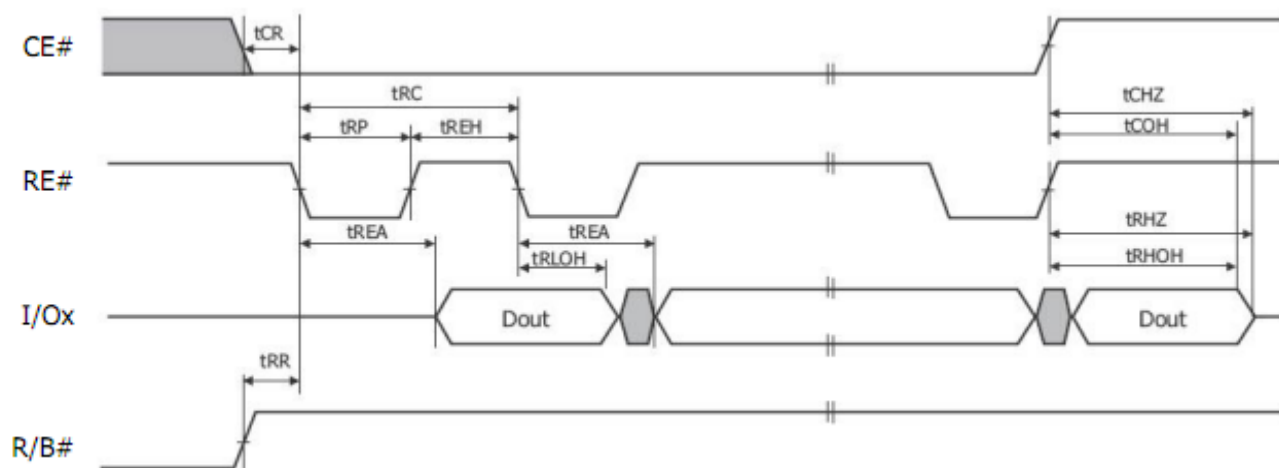 CE#
tCR
tRC
tCHZ
tRP
tREH
tCOH
RE#
tREA
tREA
tRHZ
tRLOH
tRHOH
I/Ox
Dout
Dout
tRR
R/B#